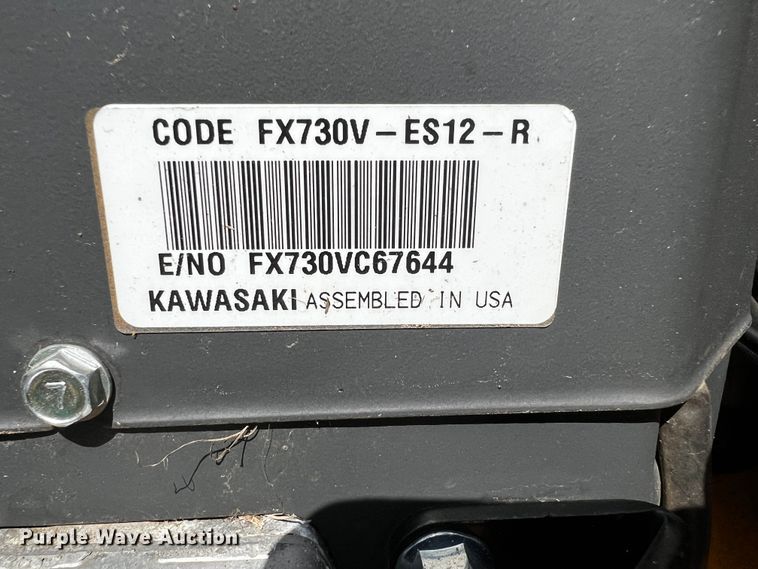 CODE FX730V-ES12-R
E/NO FX730VC67644
KAWASAKI ASSEMBLED IN USA
7
Purple Wave Auction